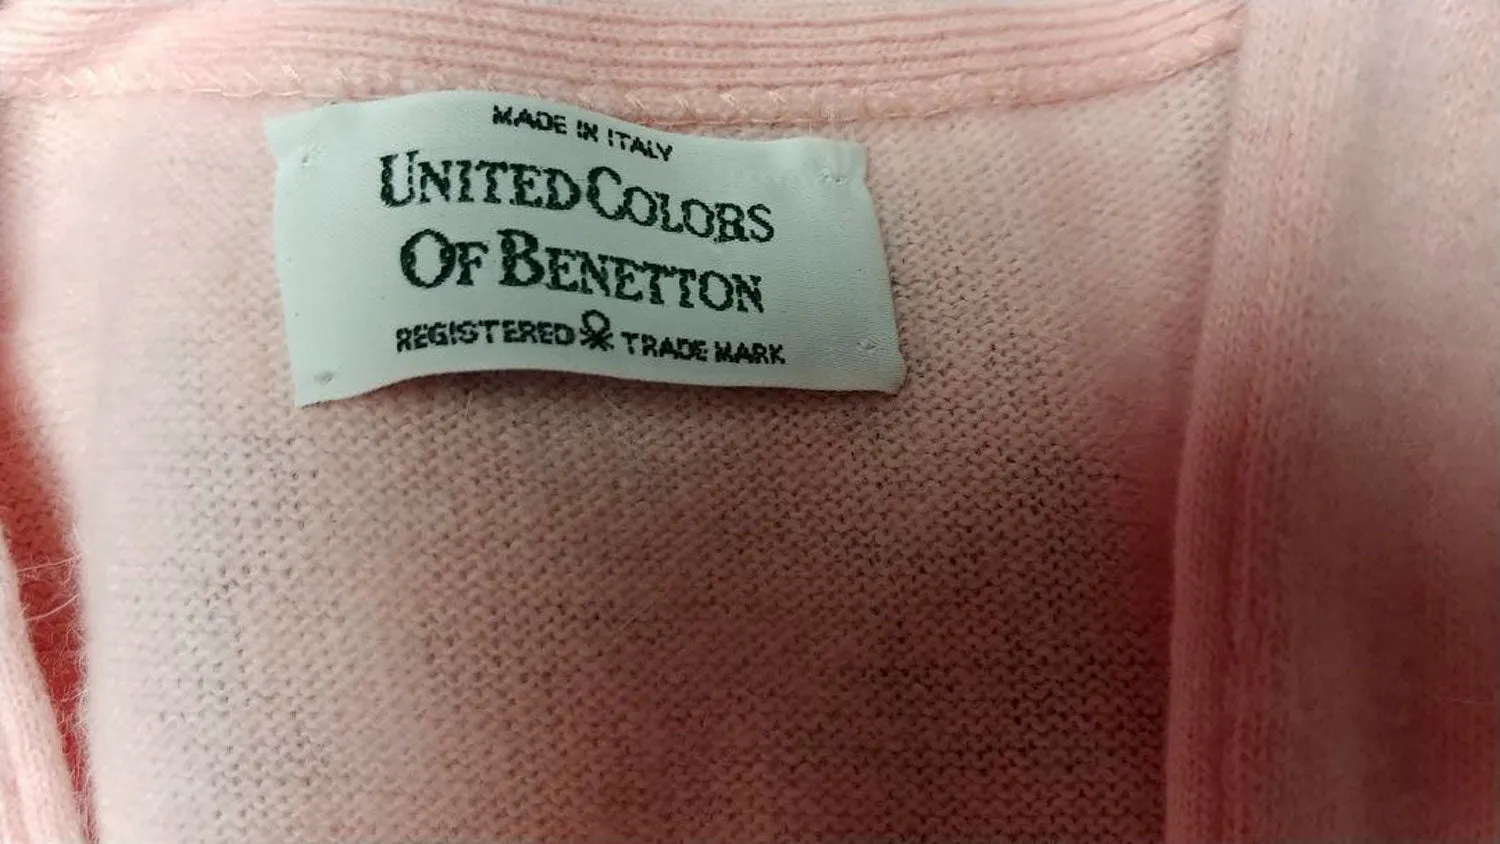 MADE IN ITALY
UNITED COLORS
OF BENETTON
REGISTERED TRADE MARK